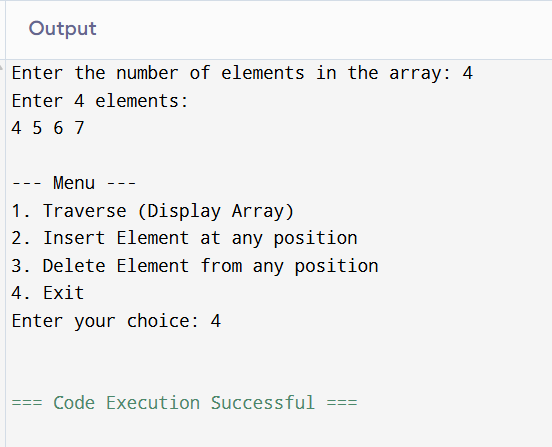 Output
Enter the number of elements in the array: 4
Enter 4 elements:
4 5 6 7
--- Menu ---
1. Traverse (Display Array)
2. Insert Element at any position
3. Delete Element from any position
4. Exit
Enter your choice: 4
=== Code Execution Successful ===